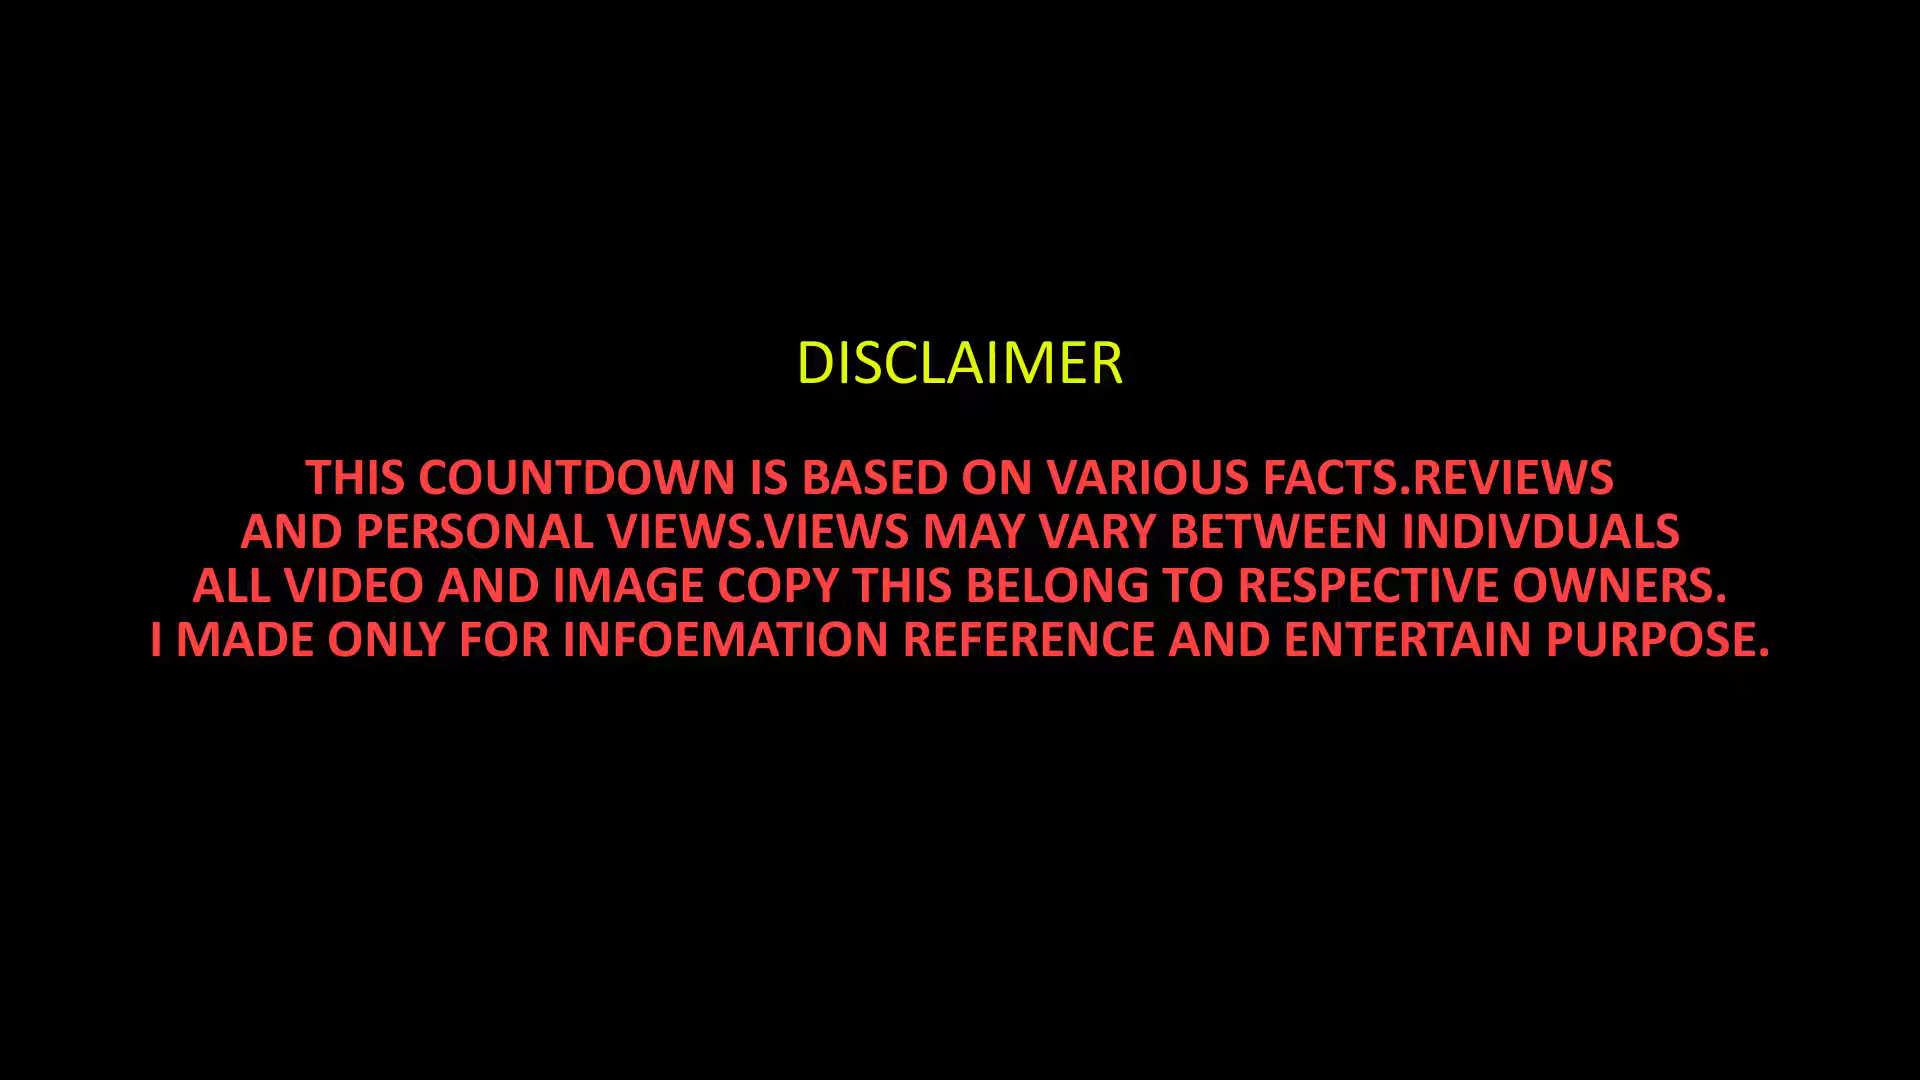 DISCLAIMER
THIS COUNTDOWN IS BASED ON VARIOUS FACTS.REVIEWS
AND PERSONAL VIEWS.VIEWS MAY VARY BETWEEN INDIVDUALS
ALL VIDEO AND IMAGE COPY THIS BELONG TO RESPECTIVE OWNERS.
I MADE ONLY FOR INFOEMATION REFERENCE AND ENTERTAIN PURPOSE.